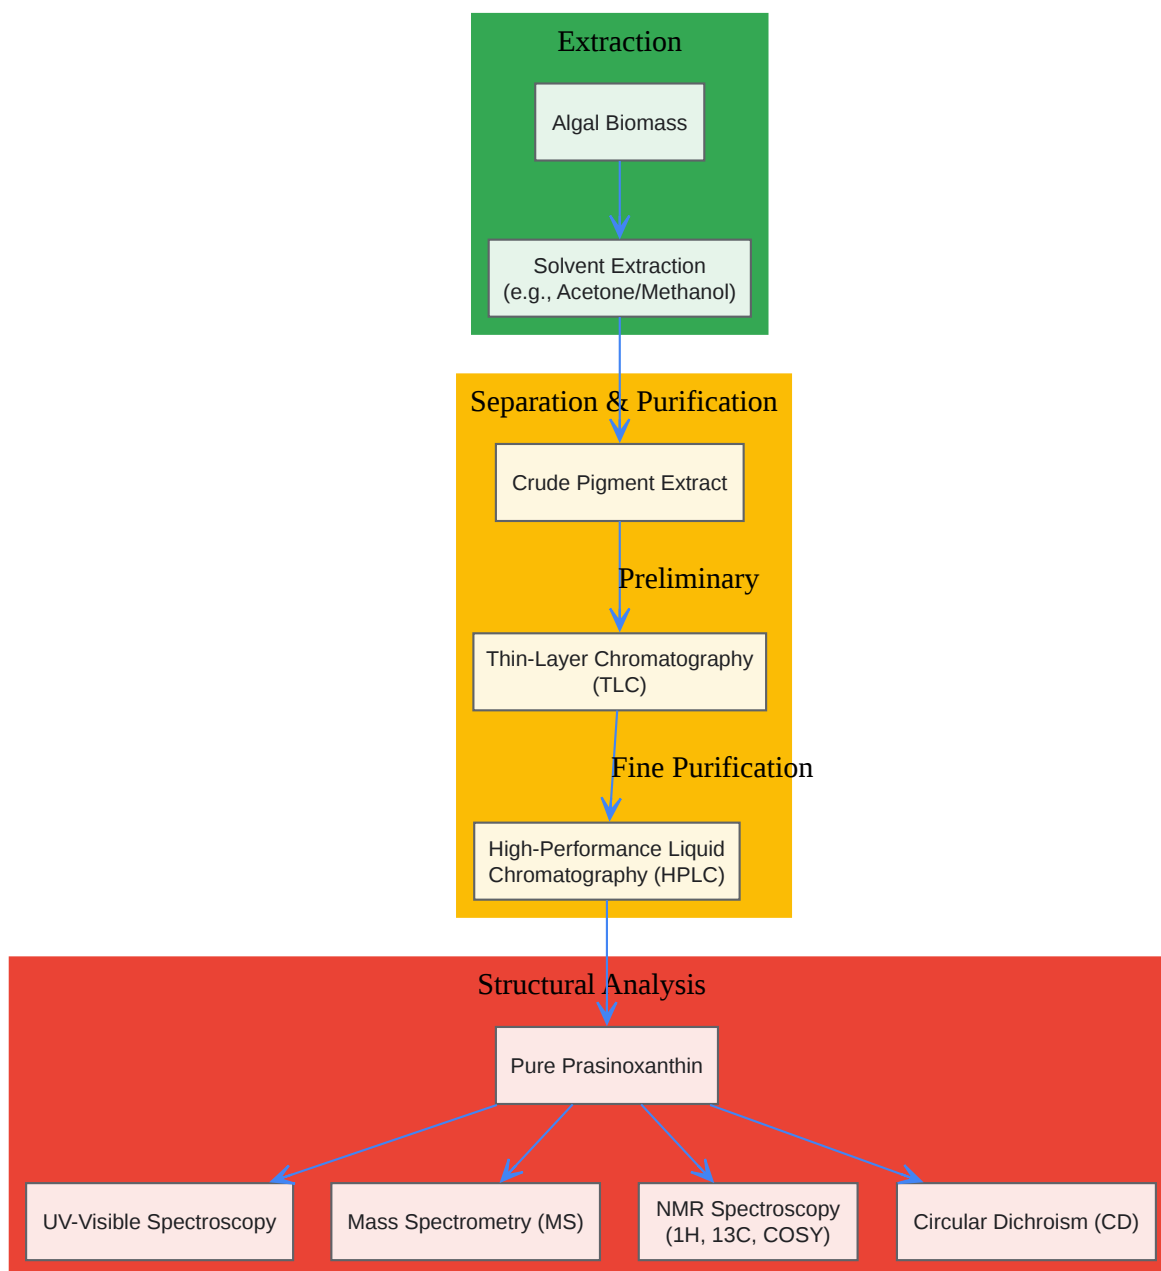 Extraction
Algal Biomass
Solvent Extraction
(e.g., Acetone/Methanol)
Separation & Purification
Crude Pigment Extract
Preliminary
Thin-Layer Chromatography
(TLC)
Fine Purification
High-Performance Liquid
Chromatography (HPLC)
Structural Analysis
Pure Prasinoxanthin
UV-Visible Spectroscopy
Mass Spectrometry (MS)
NMR Spectroscopy
(1H, 13C, COSY)
Circular Dichroism (CD)